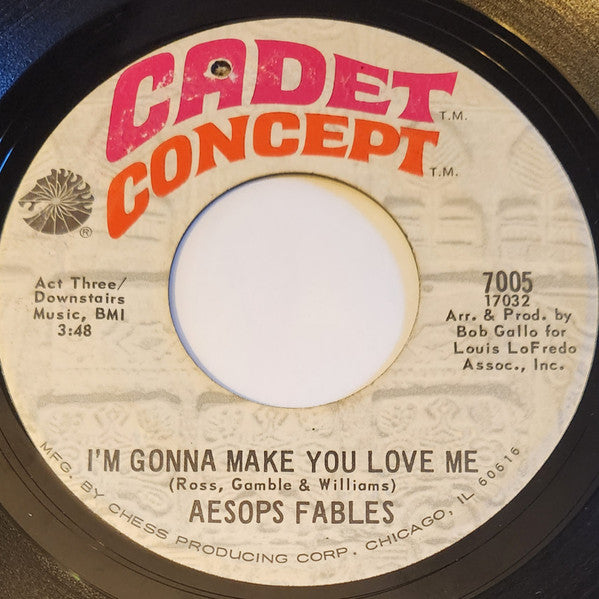 CADET
T.M.
CONCEPT
T.M.
®
Act Three/
Downstairs
Music, BMI
3:48
7005
17032
Arr. & Prod. by
Bob Gallo for
Louis LoFredo
Assoc., Inc.
I'M GONNA MAKE YOU LOVE ME
(Ross, Gamble & Williams)
AESOPS FABLES
MFG. BY CHESS PRODUCING CORP. CHICAGO, IL 60616